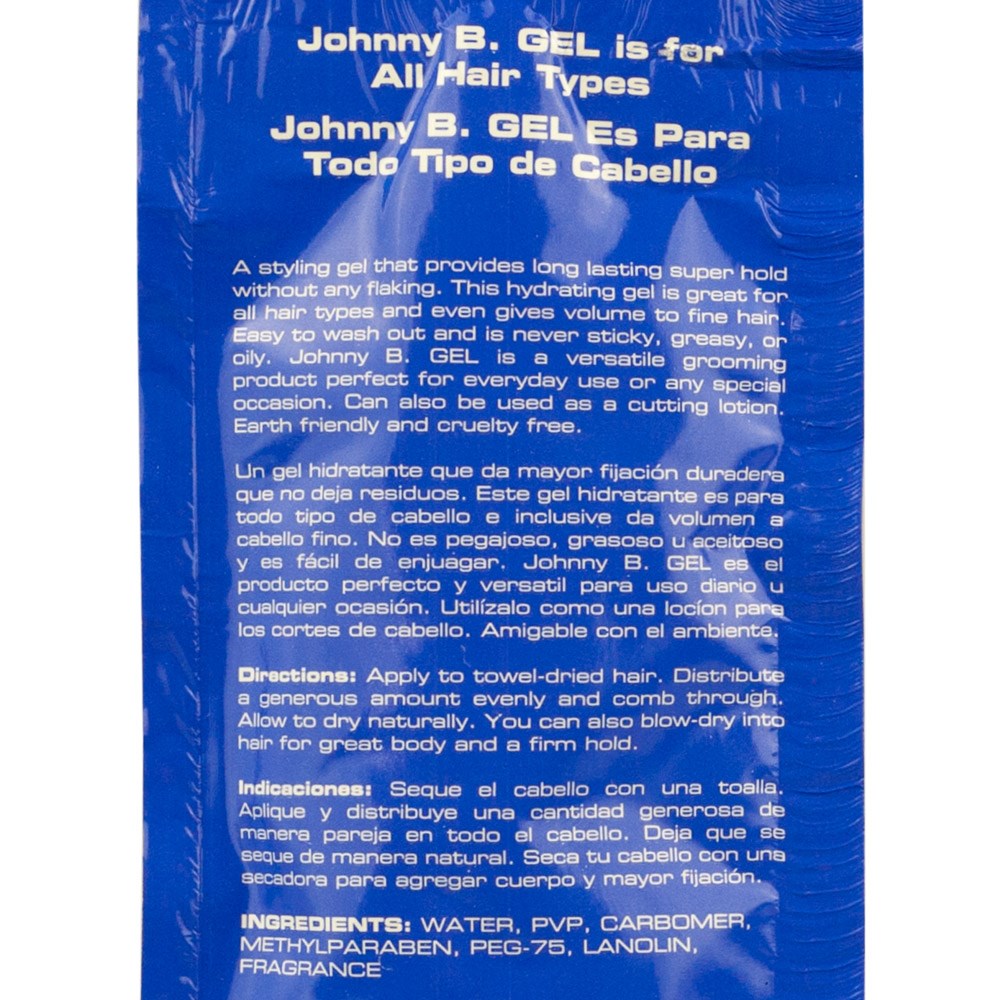 Johnny B. GEL is for
All Hair Types
Johnny B. GEL Es Para
Todo Tipo de Cabello
A styling gel that provides long lasting super hold
without any flaking. This hydrating gel is great for
all hair types and even gives volume to fine hair.
Easy to wash out and is never sticky, greasy, or
oily. Johnny B. GEL is a versatile grooming
product perfect for everyday use or any special
occasion. Can also be used as a cutting lotion.
Earth friendly and cruelty free.
Un gel hidratante que da mayor fijación duradera
que no deja residuos. Este gel hidratante es para
todo tipo de cabello e inclusive da volumen a
cabello fino. No es pegajoso, grasoso u aceitoso
y es fácil de enjuagar. Johnny B. GEL es el
producto perfecto y versatil para uso diario u
cualquier ocasión. Utilízalo como una locíon para
los cortes de cabello. Amigable con el ambiente.
Directions: Apply to towel-dried hair. Distribute
a generous amount evenly and comb through.
Allow to dry naturally. You can also blow-dry into
hair for great body and a firm hold.
Indicaciones: Seque el cabello con una toalla.
Aplique y distribuye una cantidad generosa de
manera pareja en todo el cabello. Deja que se
seque de manera natural. Seca tu cabello con una
secadora para agregar cuerpo y mayor fijación.
INGREDIENTS: WATER, PVP, CARBOMER,
METHYLPARABEN, PEG-75, LANOLIN,
FRAGRANCE